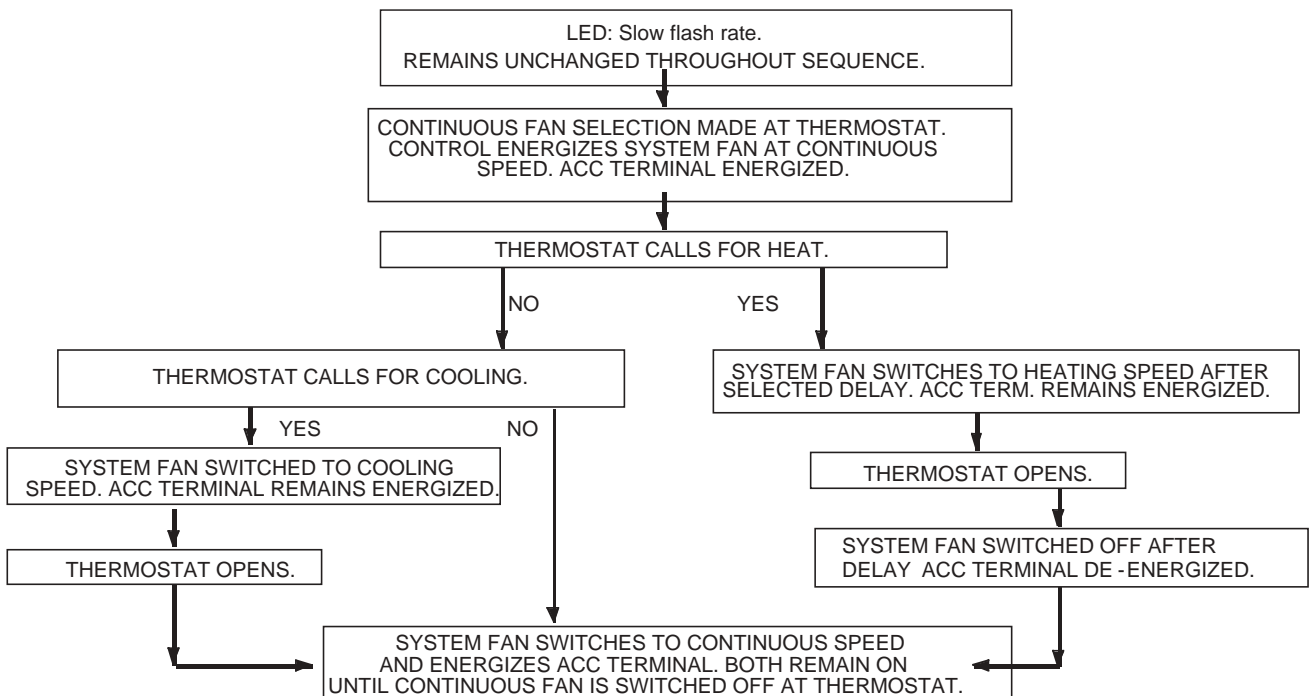 LED: Slow flash rate.
REMAINS UNCHANGED THROUGHOUT SEQUENCE.
CONTINUOUS FAN SELECTION MADE AT THERMOSTAT.
CONTROL ENERGIZES SYSTEM FAN AT CONTINUOUS
SPEED. ACC TERMINAL ENERGIZED.
THERMOSTAT CALLS FOR HEAT.
NO
YES
THERMOSTAT CALLS FOR COOLING.
SYSTEM FAN SWITCHES TO HEATING SPEED AFTER
SELECTED DELAY. ACC TERM. REMAINS ENERGIZED.
YES
NO
SYSTEM FAN SWITCHED TO COOLING
SPEED. ACC TERMINAL REMAINS ENERGIZED.
THERMOSTAT OPENS.
THERMOSTAT OPENS.
SYSTEM FAN SWITCHED OFF AFTER
DELAY ACC TERMINAL DE -ENERGIZED.
SYSTEM FAN SWITCHES TO CONTINUOUS SPEED
AND ENERGIZES ACC TERMINAL. BOTH REMAIN ON
UNTIL CONTINUOUS FAN IS SWITCHED OFF AT THERMOSTAT.